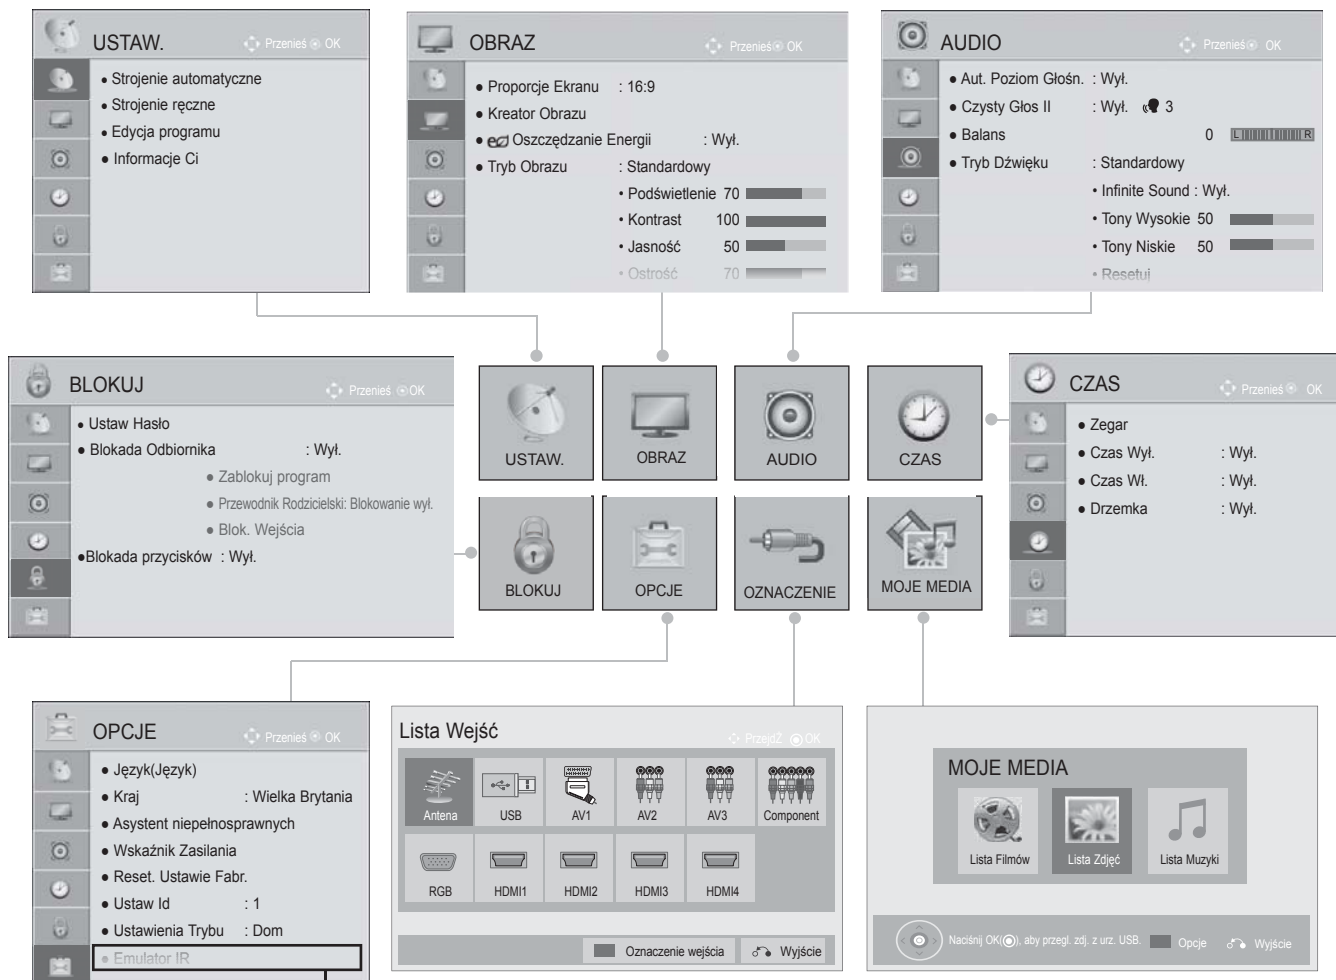 USTAW.
Przenieś OK
• Strojenie automatyczne
• Strojenie ręczne
• Edycja programu
• Informacje Ci
OBRAZ
Przenieś OK
• Proporcje Ekranu : 16:9
• Kreator Obrazu
• Oszczędzanie Energii : Wył.
• Tryb Obrazu : Standardowy
• Podświetlenie 70
• Kontrast 100
• Jasność 50
• Ostrość 70
AUDIO
Przenieś OK
• Aut. Poziom Głośn. : Wył.
• Czysty Głos II : Wył. 3
• Balans 0 L R
• Tryb Dźwięku : Standardowy
• Infinite Sound : Wył.
• Tony Wysokie 50
• Tony Niskie 50
• Resetuj
BLOKUJ
Przenieś OK
• Ustaw Hasło
• Blokada Odbiornika : Wył.
• Zablokuj program
• Przewodnik Rodzicielski: Blokowanie wył.
• Blok. Wejścia
•Blokada przycisków : Wył.
USTAW.
OBRAZ
AUDIO
CZAS
BLOKUJ
OPCJE
OZNACZENIE
MOJE MEDIA
CZAS
Przenieś OK
• Zegar
• Czas Wył. : Wył.
• Czas Wł. : Wył.
• Drzemka : Wył.
OPCJE
Przenieś OK
• Język(Język)
• Kraj : Wielka Brytania
• Asystent niepełnosprawnych
• Wskaźnik Zasilania
• Reset. Ustawie Fabr.
• Ustaw Id : 1
• Ustawienia Trybu : Dom
• Emulator IR
Lista Wejść
PrzejdŹ OK
Antena USB AV1 AV2 AV3 Component
RGB HDMI1 HDMI2 HDMI3 HDMI4
Oznaczenie wejścia Wyjście
MOJE MEDIA
Lista Filmów Lista Zdjęć Lista Muzyki
Naciśnij OK(◉), aby przegl. zdj. z urz. USB. Opcje Wyjście